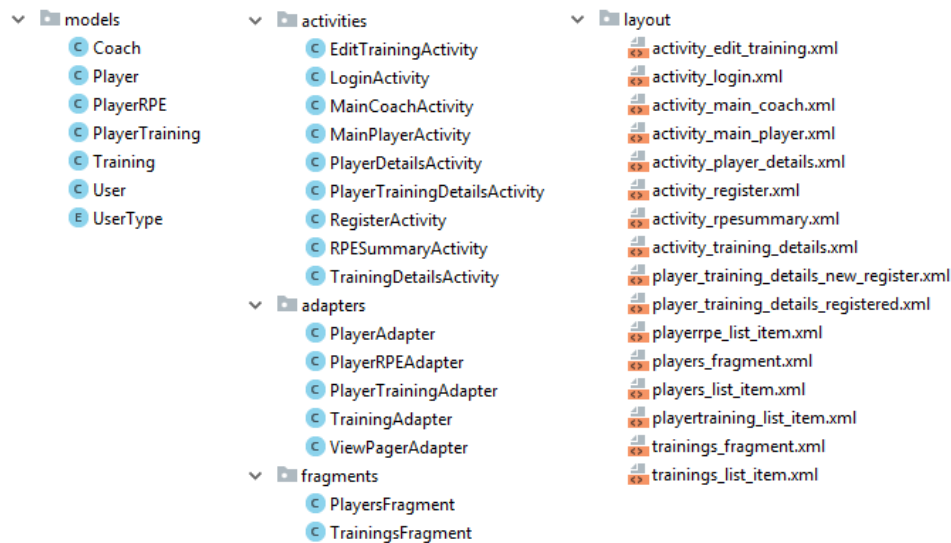 models
Coach
Player
PlayerRPE
PlayerTraining
Training
User
UserType
activities
EditTrainingActivity
LoginActivity
MainCoachActivity
MainPlayerActivity
PlayerDetailsActivity
PlayerTrainingDetailsActivity
RegisterActivity
RPESummaryActivity
TrainingDetailsActivity
adapters
PlayerAdapter
PlayerRPEAdapter
PlayerTrainingAdapter
TrainingAdapter
ViewPagerAdapter
fragments
PlayersFragment
TrainingsFragment
layout
activity_edit_training.xml
activity_login.xml
activity_main_coach.xml
activity_main_player.xml
activity_player_details.xml
activity_register.xml
activity_rpesummary.xml
activity_training_details.xml
player_training_details_new_register.xml
player_training_details_registered.xml
playerrpe_list_item.xml
players_fragment.xml
players_list_item.xml
playertraining_list_item.xml
trainings_fragment.xml
trainings_list_item.xml